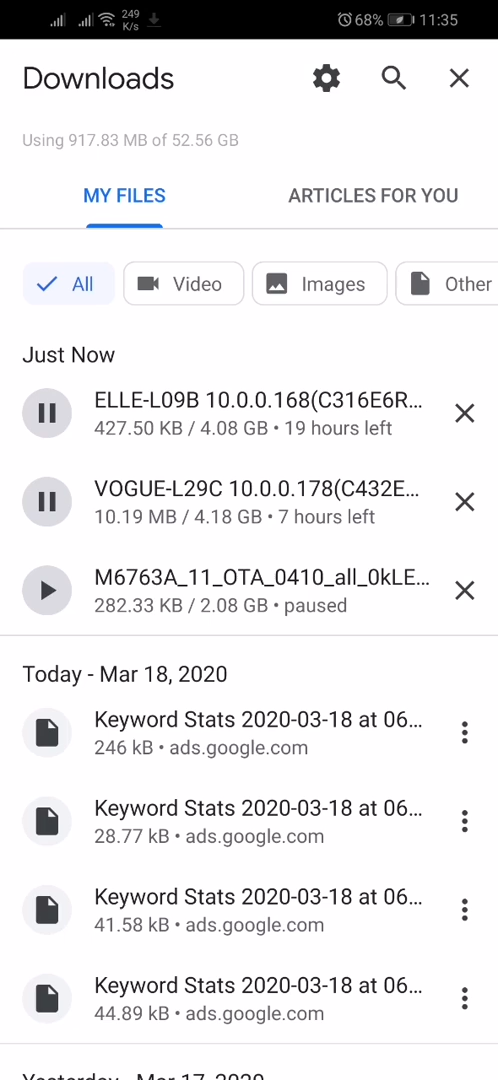 249
K/s
68%
11:35
Downloads
Using 917.83 MB of 52.56 GB
MY FILES
ARTICLES FOR YOU
All
Video
Images
Other
Just Now
ELLE-L09B 10.0.0.168(C316E6R...
427.50 KB / 4.08 GB • 19 hours left
VOGUE-L29C 10.0.0.178(C432E...
10.19 MB / 4.18 GB • 7 hours left
M6763A_11_OTA_0410_all_0kLE...
282.33 KB / 2.08 GB • paused
Today - Mar 18, 2020
Keyword Stats 2020-03-18 at 06...
246 kB • ads.google.com
Keyword Stats 2020-03-18 at 06...
28.77 kB • ads.google.com
Keyword Stats 2020-03-18 at 06...
41.58 kB • ads.google.com
Keyword Stats 2020-03-18 at 06...
44.89 kB • ads.google.com
Yesterday - Mar 17, 2020